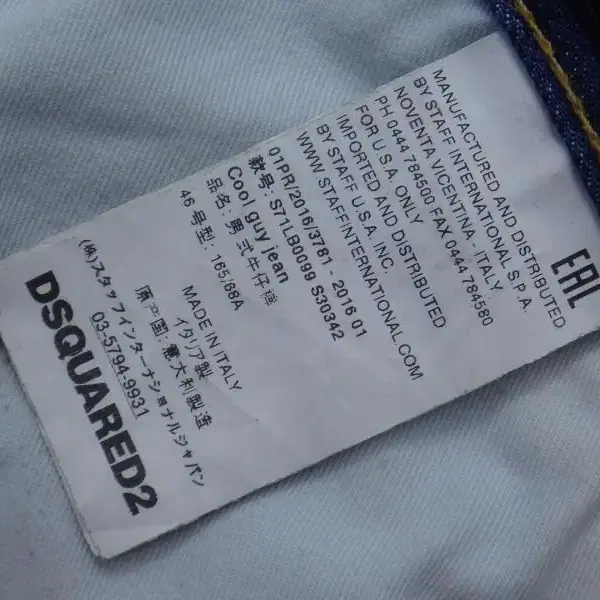 MANUFACTURED AND DISTRIBUTED
BY STAFF INTERNATIONAL S.P.A.
NOVENTA VICENTINA - ITALY
PH 0444 784500 FAX 0444 784580
FOR U.S.A. ONLY
IMPORTED AND DISTRIBUTED
BY STAFF U.S.A. INC.
WWW.STAFFINTERNATIONAL.COM
EAC
01PR/2016/3781 - 2016 01
款号: S71LB0099 S30342
Cool guy jean
品名: 男式牛仔裤
46 号型: 165/88A
MADE IN ITALY
イタリア製
原产国: 意大利製造
(株)スタッフインターナショナルジャパン
03-5794-9931
DSQUARED2